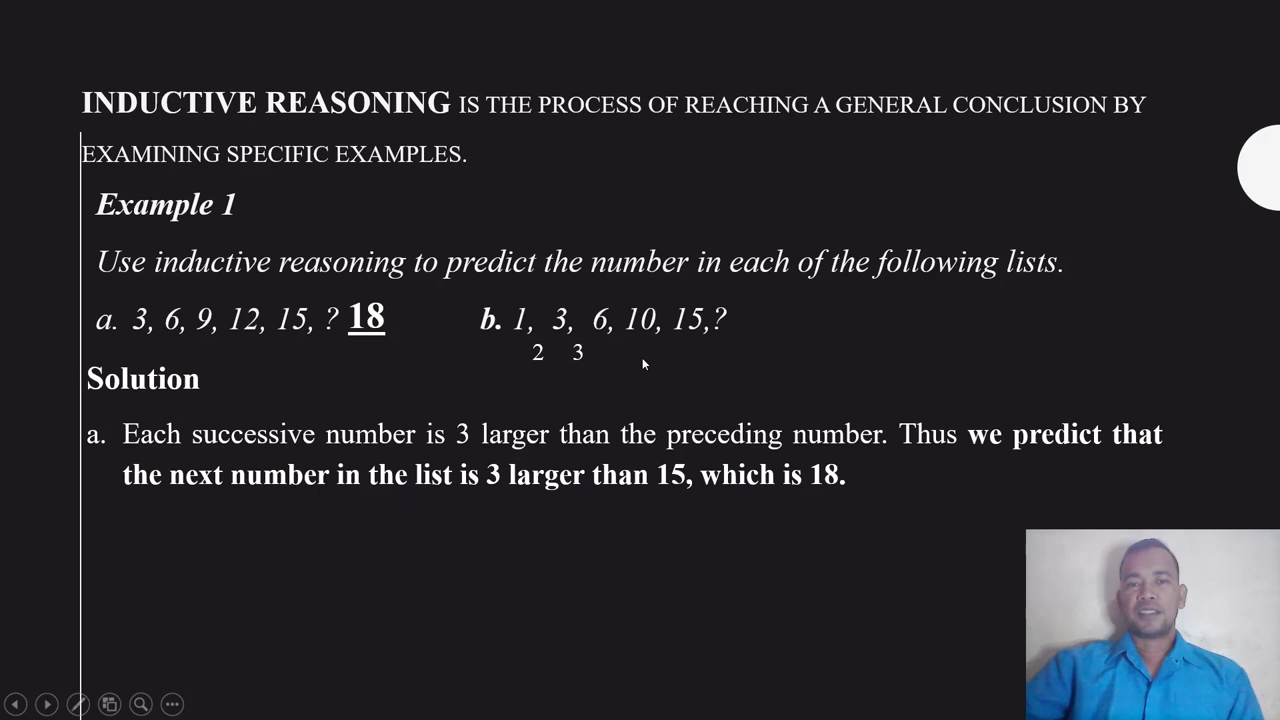 INDUCTIVE REASONING IS THE PROCESS OF REACHING A GENERAL CONCLUSION BY
EXAMINING SPECIFIC EXAMPLES.
Example 1
Use inductive reasoning to predict the number in each of the following lists.
a. 3, 6, 9, 12, 15, ? 18 b. 1, 3, 6, 10, 15,?
2 3
Solution
a. Each successive number is 3 larger than the preceding number. Thus we predict that
the next number in the list is 3 larger than 15, which is 18.